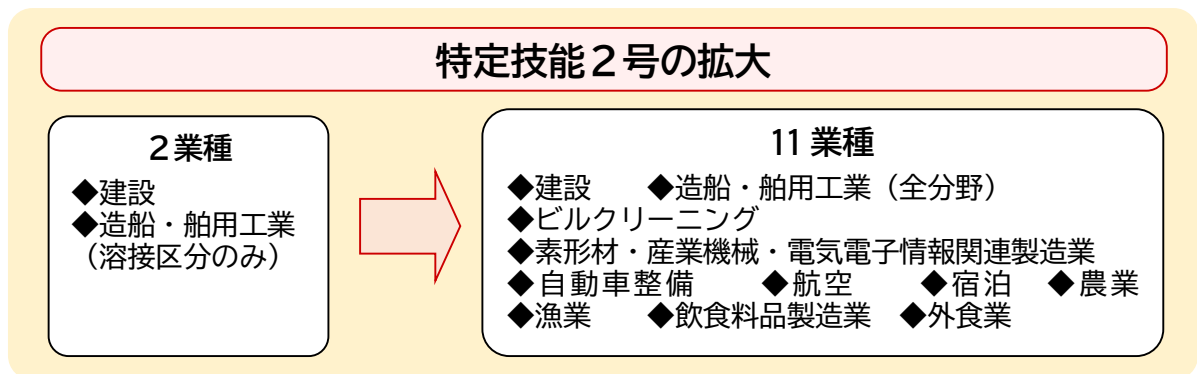 特定技能２号の拡大
２業種
◆建設
◆造船・舶用工業
（溶接区分のみ）
11 業種
◆建設　　◆造船・舶用工業（全分野）
◆ビルクリーニング
◆素形材・産業機械・電気電子情報関連製造業
◆自動車整備　　◆航空　　◆宿泊　◆農業
◆漁業　　◆飲食料品製造業　◆外食業